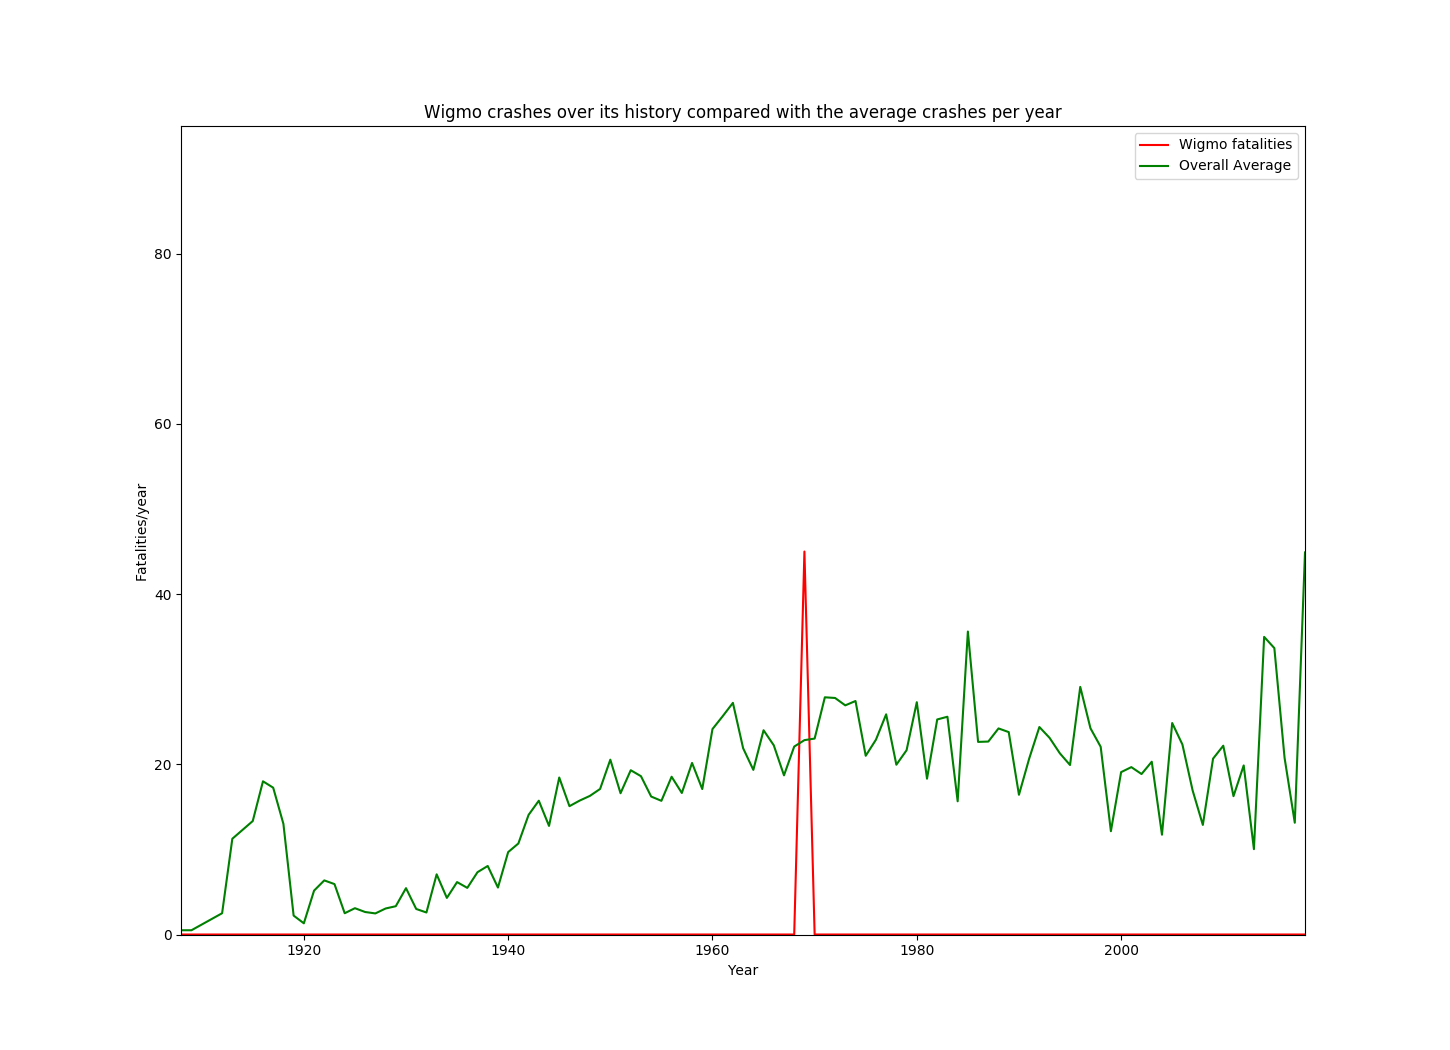 Wigmo crashes over its history compared with the average crashes per year
Wigmo fatalities
Overall Average
80
60
40
20
0
Fatalities/year
1920
1940
1960
1980
2000
Year